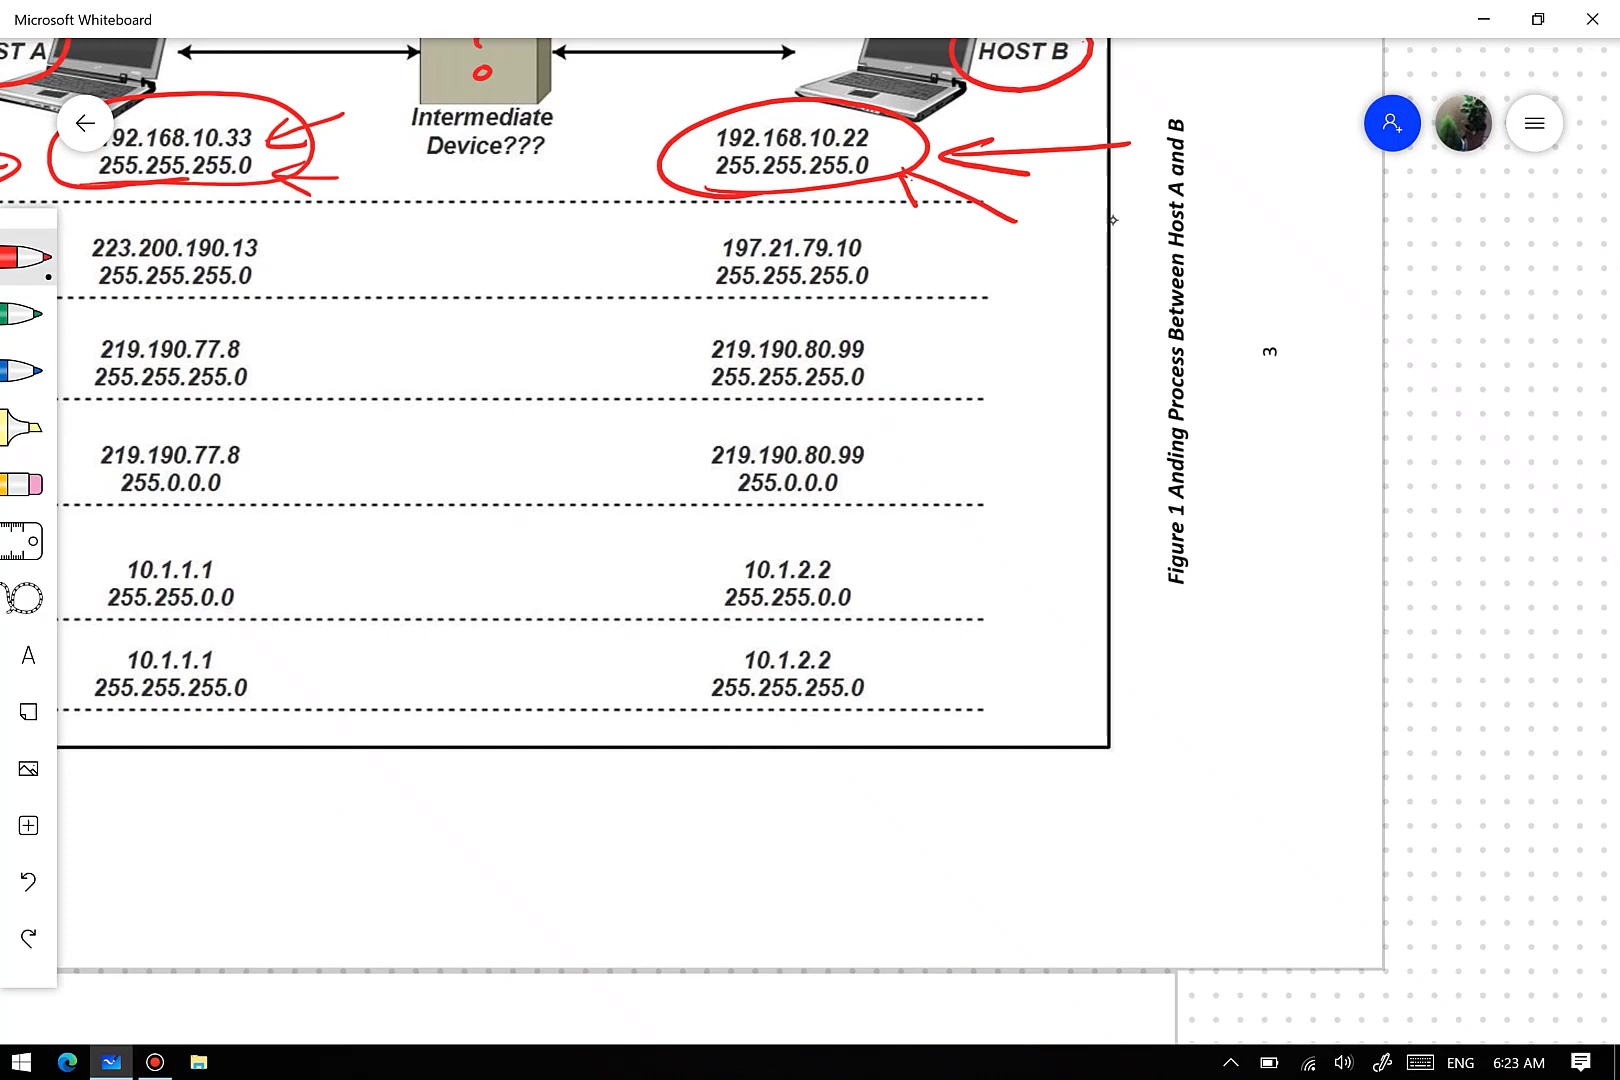 Microsoft Whiteboard
ST A
HOST B
Intermediate
Device???
92.168.10.33
255.255.255.0
192.168.10.22
255.255.255.0
223.200.190.13
255.255.255.0
197.21.79.10
255.255.255.0
219.190.77.8
255.255.255.0
219.190.80.99
255.255.255.0
219.190.77.8
255.0.0.0
219.190.80.99
255.0.0.0
10.1.1.1
255.255.0.0
10.1.2.2
255.255.0.0
10.1.1.1
255.255.255.0
10.1.2.2
255.255.255.0
Figure 1 Anding Process Between Host A and B
3
A
ENG
6:23 AM